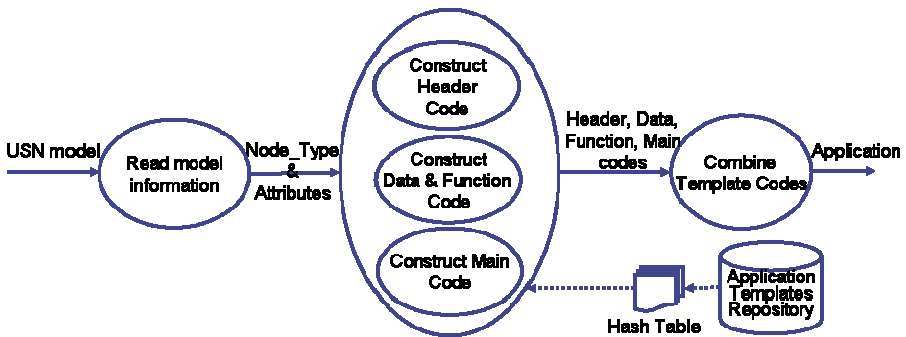 USN model
Read model
information
Node_Type
&
Attributes
Construct
Header
Code
Construct
Data & Function
Code
Construct Main
Code
Header, Data,
Function, Main
codes
Combine
Template Codes
Application
Hash Table
Application
Templates
Repository